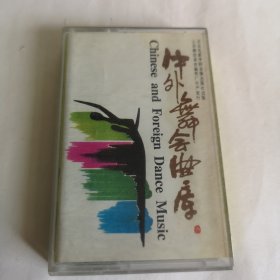 中外舞会曲库
Chinese and Foreign Dance Music